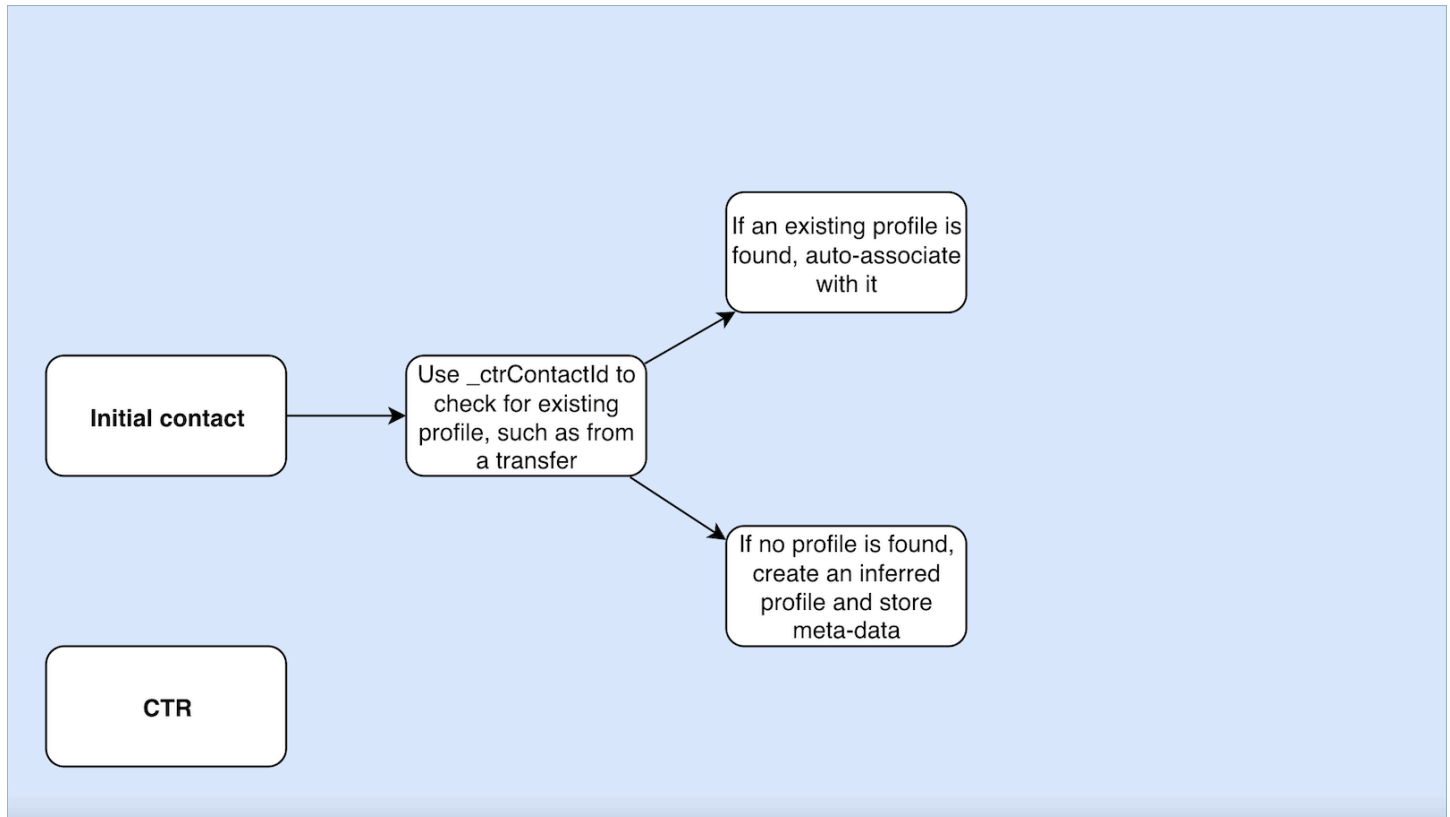 If an existing profile is
found, auto-associate
with it
Initial contact
Use _ctrContactId to
check for existing
profile, such as from
a transfer
If no profile is found,
create an inferred
profile and store
meta-data
CTR